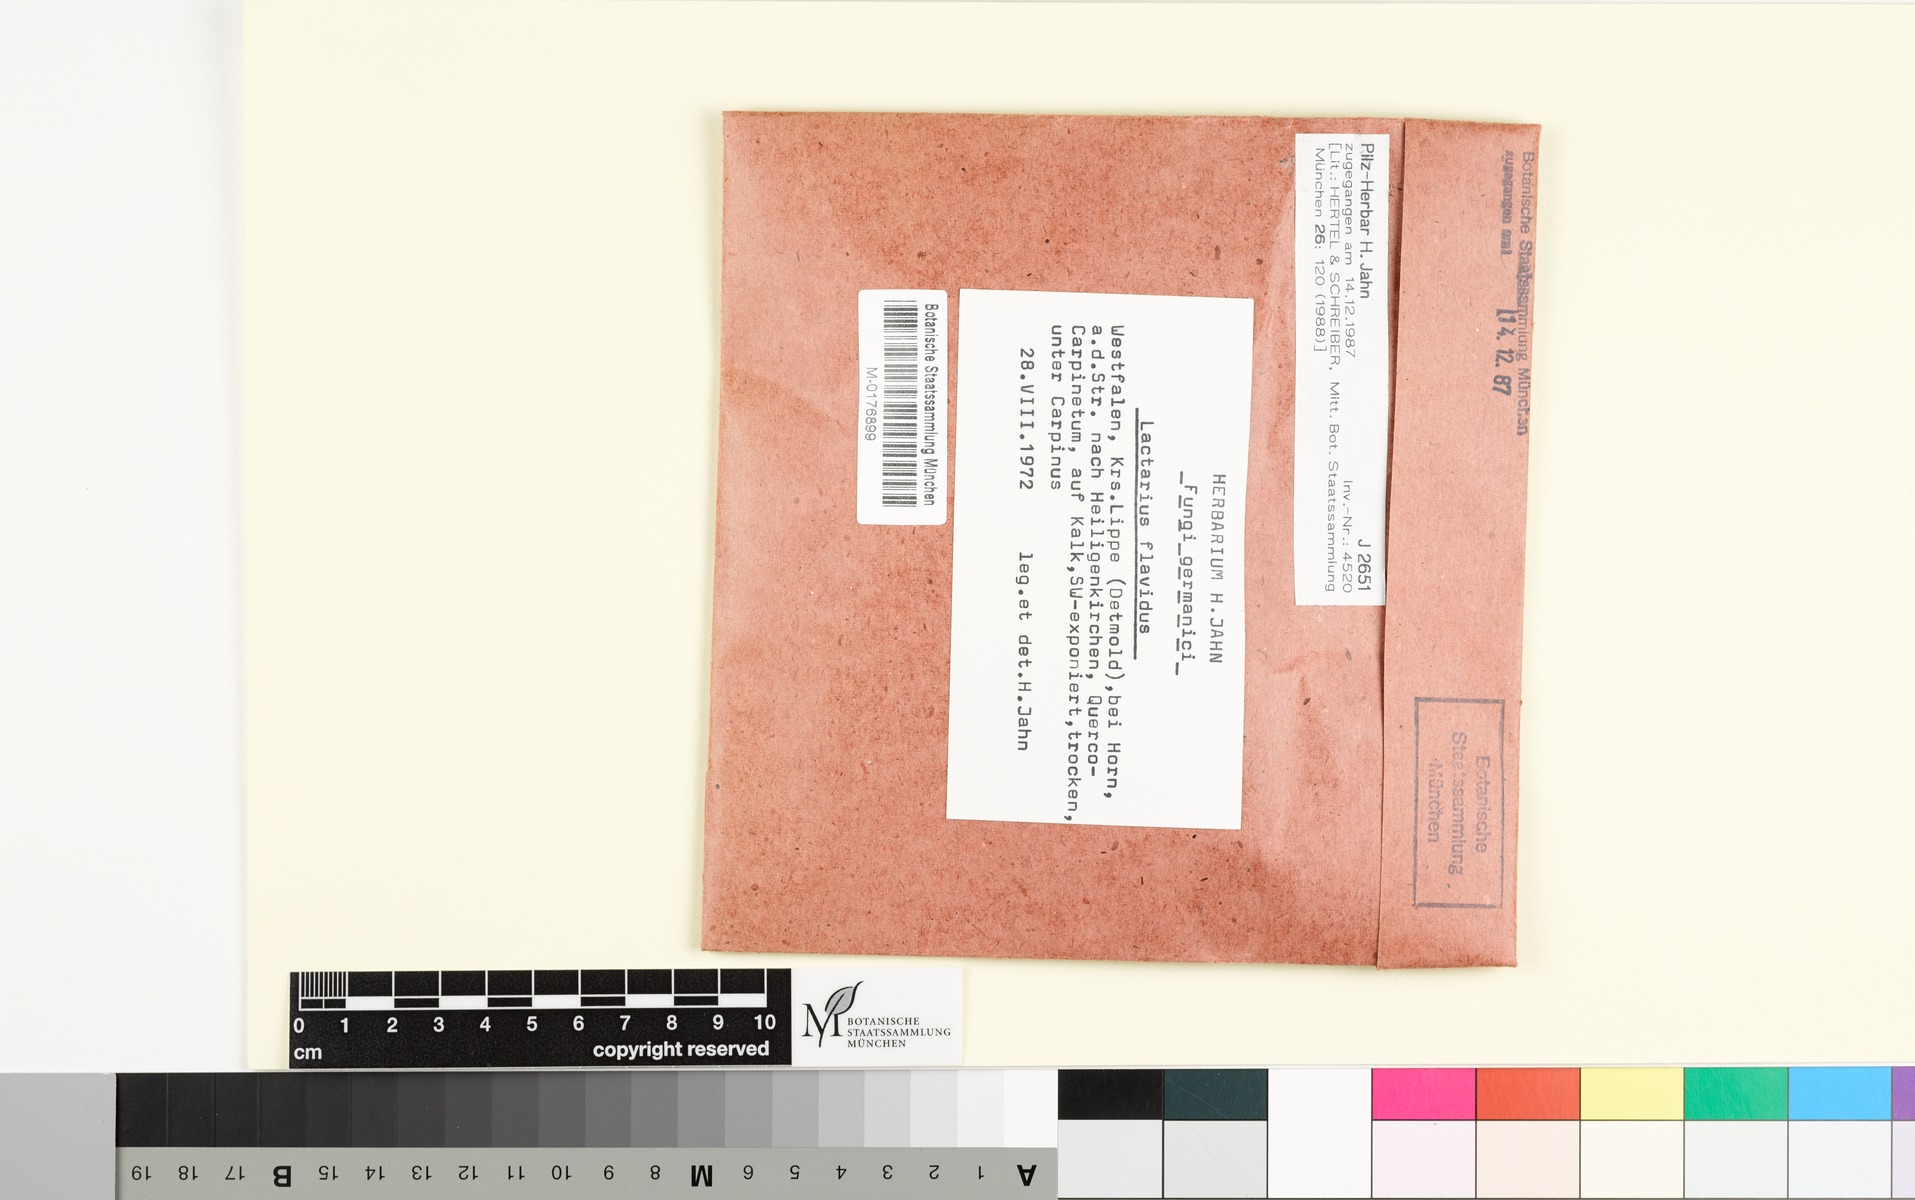 Botanische Staatssammlung München
zugegangen am:
14. 12. 87
Botanische
Staatssammlung
München
Pilz-Herbar H. Jahn J 2651
zugegangen am 14.12.1987 Inv.-Nr.: 4520
[Lit.: HERTEL & SCHREIBER, Mitt. Bot. Staatssammlung
München 26: 120 (1988)]
HERBARIUM H.JAHN
Fungi germanici
Lactarius flavidus
Westfalen, Krs.Lippe (Detmold),bei Horn,
a.d.Str. nach Heiligenkirchen, Querco-
Carpinetum, auf Kalk,SW-exponiert,trocken,
unter Carpinus
28.VIII.1972 leg.et det.H.Jahn
Botanische Staatssammlung München
M-0176899
0 1 2 3 4 5 6 7 8 9 10
cm copyright reserved
M BOTANISCHE
STAATSSAMMLUNG
MÜNCHEN
A 1 2 3 4 5 6 M 8 9 10 11 12 13 14 15 B 17 18 19